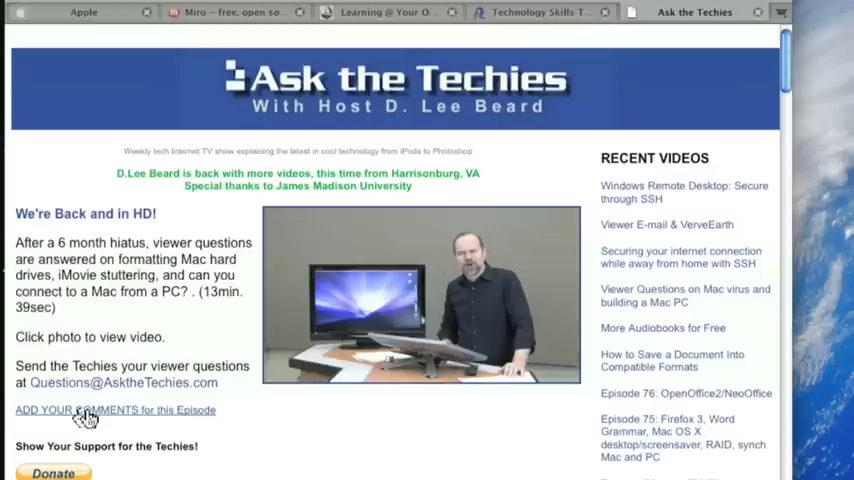 Apple
Miro – free, open so...
Learning @ Your O...
Technology Skills T...
Ask the Techies
Ask the Techies
With Host D. Lee Beard
Weekly tech Internet TV show explaining the latest in cool technology from iPods to Photoshop
D.Lee Beard is back with more videos, this time from Harrisonburg, VA
Special thanks to James Madison University
We're Back and in HD!
After a 6 month hiatus, viewer questions
are answered on formatting Mac hard
drives, iMovie stuttering, and can you
connect to a Mac from a PC? . (13min.
39sec)
Click photo to view video.
Send the Techies your viewer questions
at Questions@AsktheTechies.com
ADD YOUR COMMENTS for this Episode
Show Your Support for the Techies!
Donate
RECENT VIDEOS
Windows Remote Desktop: Secure
through SSH
Viewer E-mail & VerveEarth
Securing your internet connection
while away from home with SSH
Viewer Questions on Mac virus and
building a Mac PC
More Audiobooks for Free
How to Save a Document Into
Compatible Formats
Episode 76: OpenOffice2/NeoOffice
Episode 75: Firefox 3, Word
Grammar, Mac OS X
desktop/screensaver, RAID, synch
Mac and PC